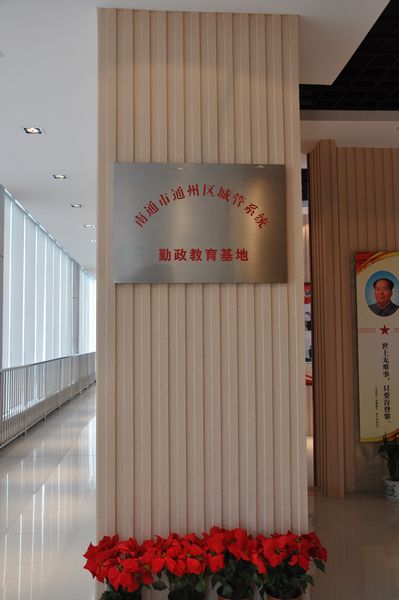 南通市通州区城管系统
勤政教育基地
世上无难事，
只要肯登攀。